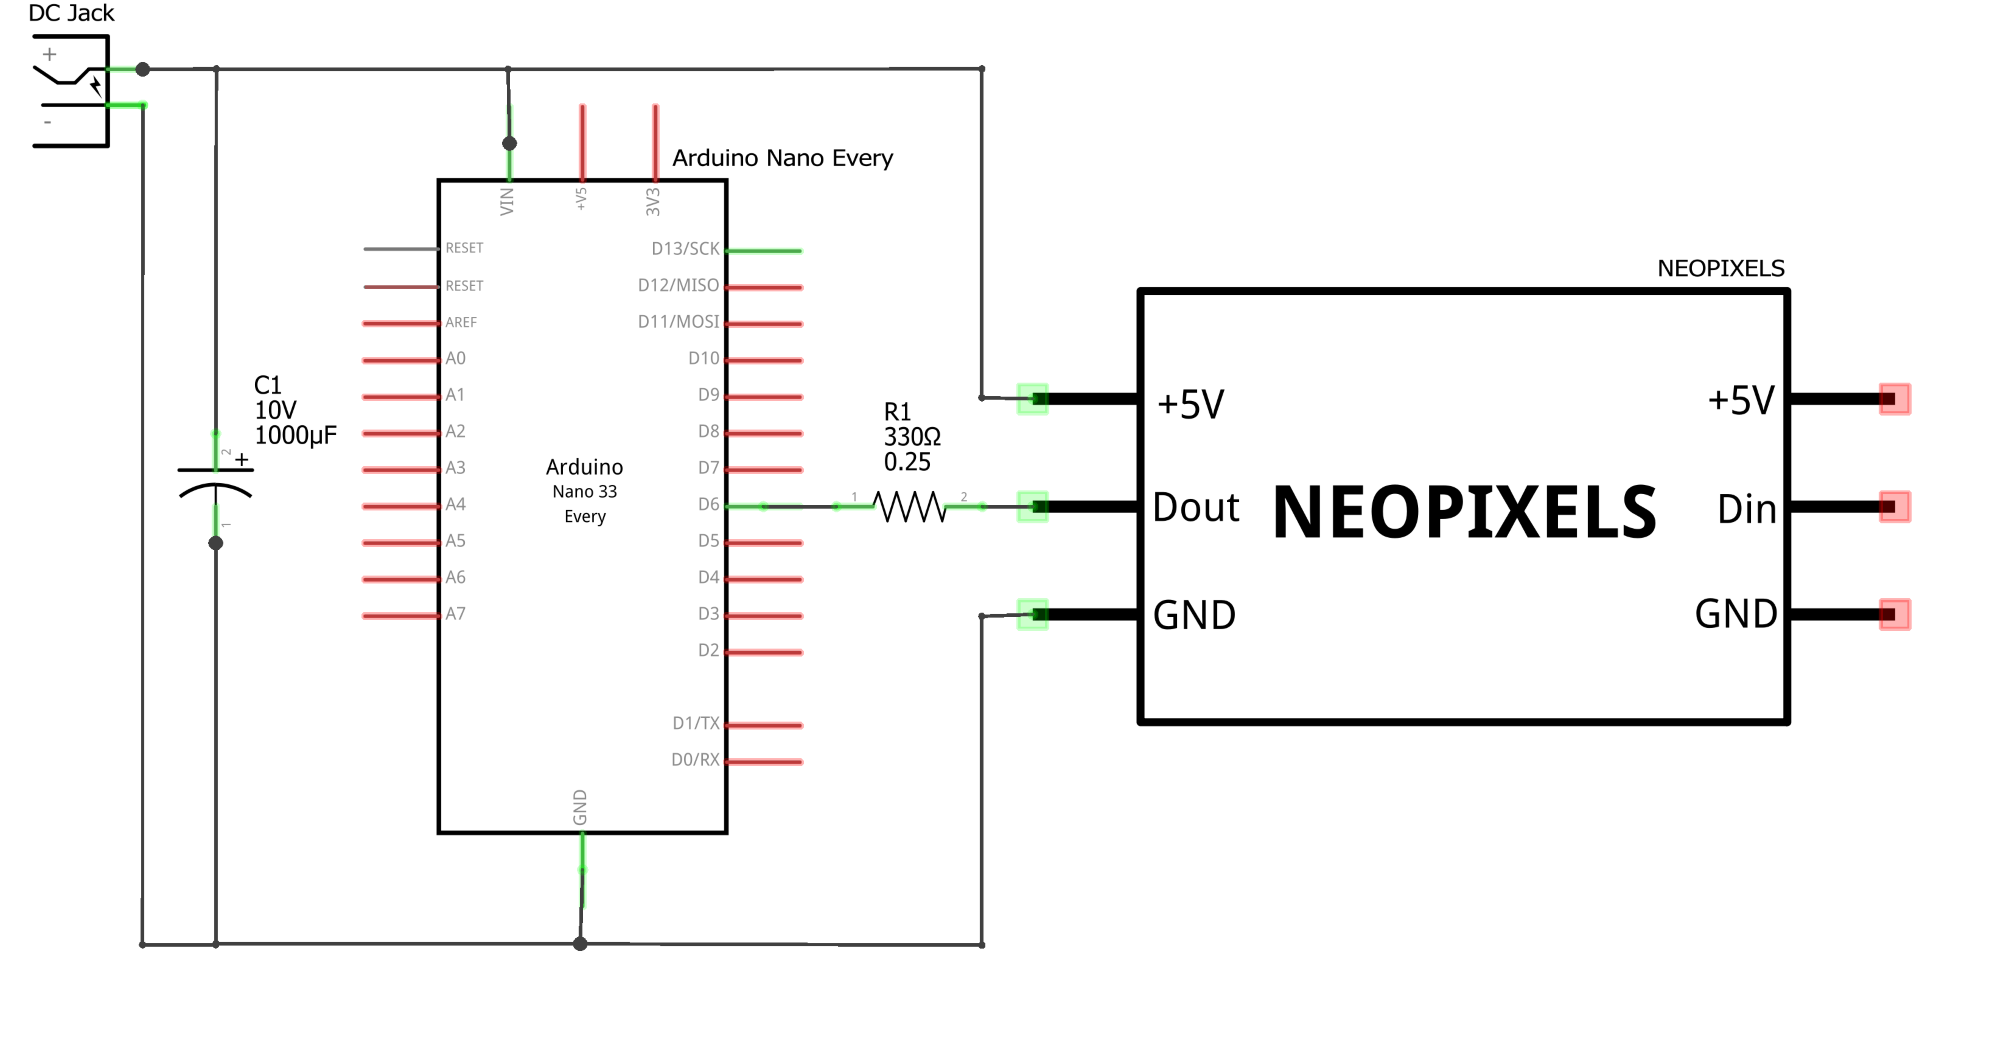 DC Jack
+
-
Arduino Nano Every
VIN
+V5
3V3
RESET
RESET
AREF
A0
A1
A2
A3
A4
A5
A6
A7
D13/SCK
D12/MISO
D11/MOSI
D10
D9
D8
D7
D6
D5
D4
D3
D2
D1/TX
D0/RX
GND
Arduino
Nano 33
Every
C1
10V
1000µF
2
+
1
R1
330Ω
0.25
1
2
NEOPIXELS
+5V
Dout
GND
NEOPIXELS
+5V
Din
GND